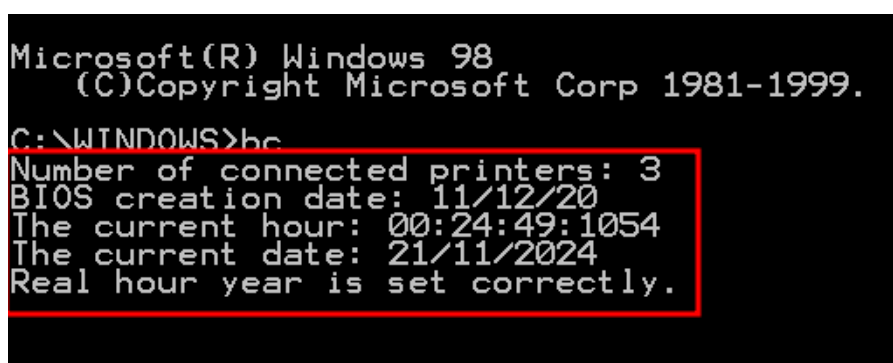 Microsoft(R) Windows 98
(C)Copyright Microsoft Corp 1981-1999.
C:\WINDOWS>bc
Number of connected printers: 3
BIOS creation date: 11/12/20
The current hour: 00:24:49:1054
The current date: 21/11/2024
Real hour year is set correctly.